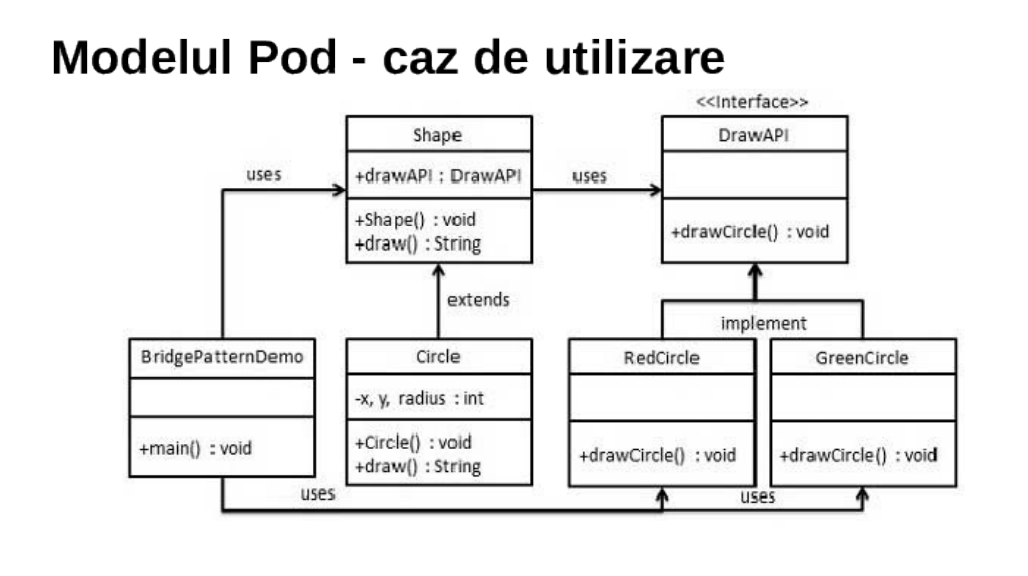 Modelul Pod - caz de utilizare
<<Interface>>
Shape
+drawAPI : DrawAPI
+Shape() : void
+draw() : String
uses
uses
DrawAPI
+drawCircle() : void
extends
implement
BridgePatternDemo
+main() : void
Circle
-x, y, radius : int
+Circle() : void
+draw() : String
RedCircle
+drawCircle() : void
GreenCircle
+drawCircle() : void
uses
uses